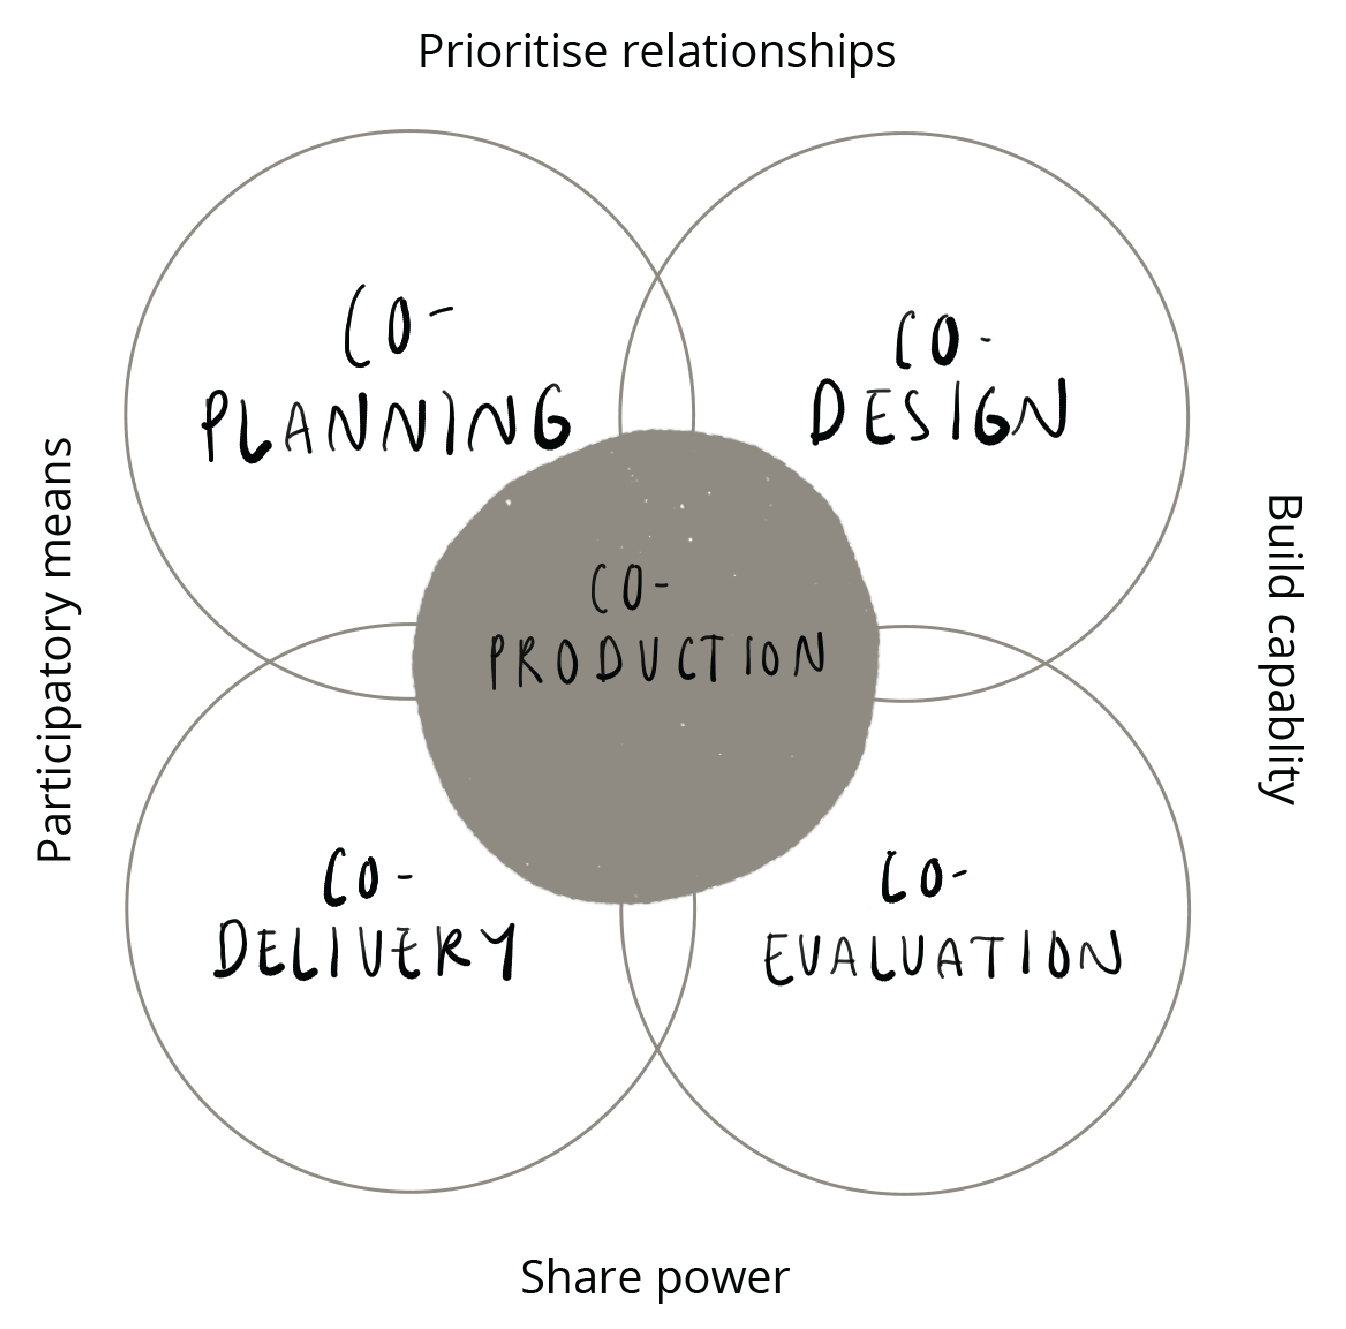 Prioritise relationships
CO-
PLANNING
CO-
DESIGN
Participatory means
CO-
PRODUCTION
Build capablity
CO-
DELIVERY
CO-
EVALUATION
Share power